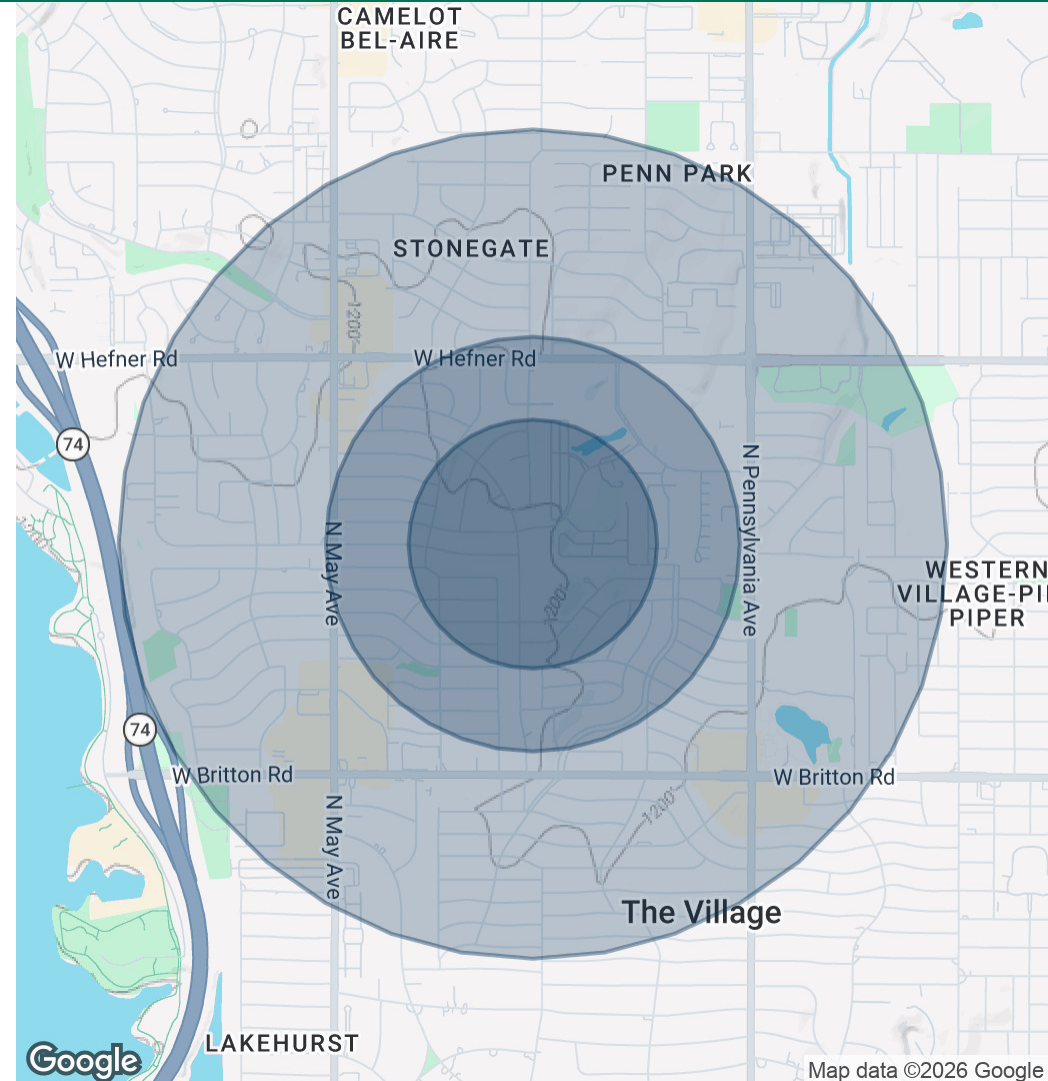 CAMELOT
BEL-AIRE
PENN PARK
STONEGATE
1200'
W Hefner Rd
W Hefner Rd
74
N Pennsylvania Ave
N May Ave
WESTERN
VILLAGE-PI
PIPER
1200'
74
W Britton Rd
W Britton Rd
N May Ave
1200'
The Village
LAKEHURST
Google
Map data ©2026 Google